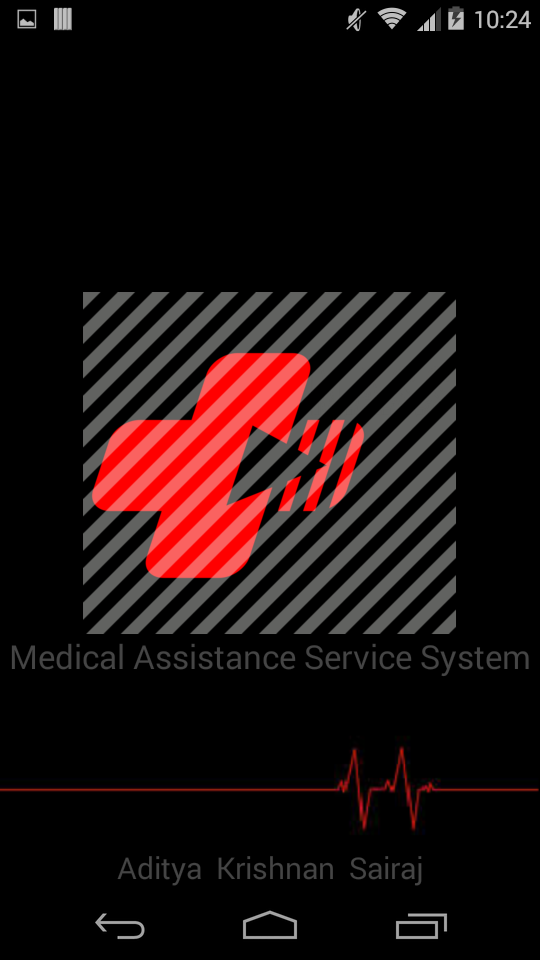 10:24
Medical Assistance Service System
Aditya Krishnan Sairaj